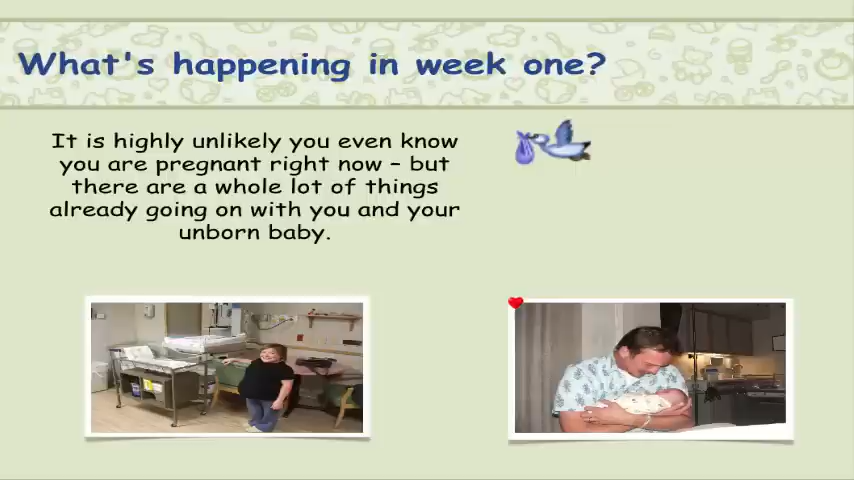 What's happening in week one?
It is highly unlikely you even know
you are pregnant right now – but
there are a whole lot of things
already going on with you and your
unborn baby.